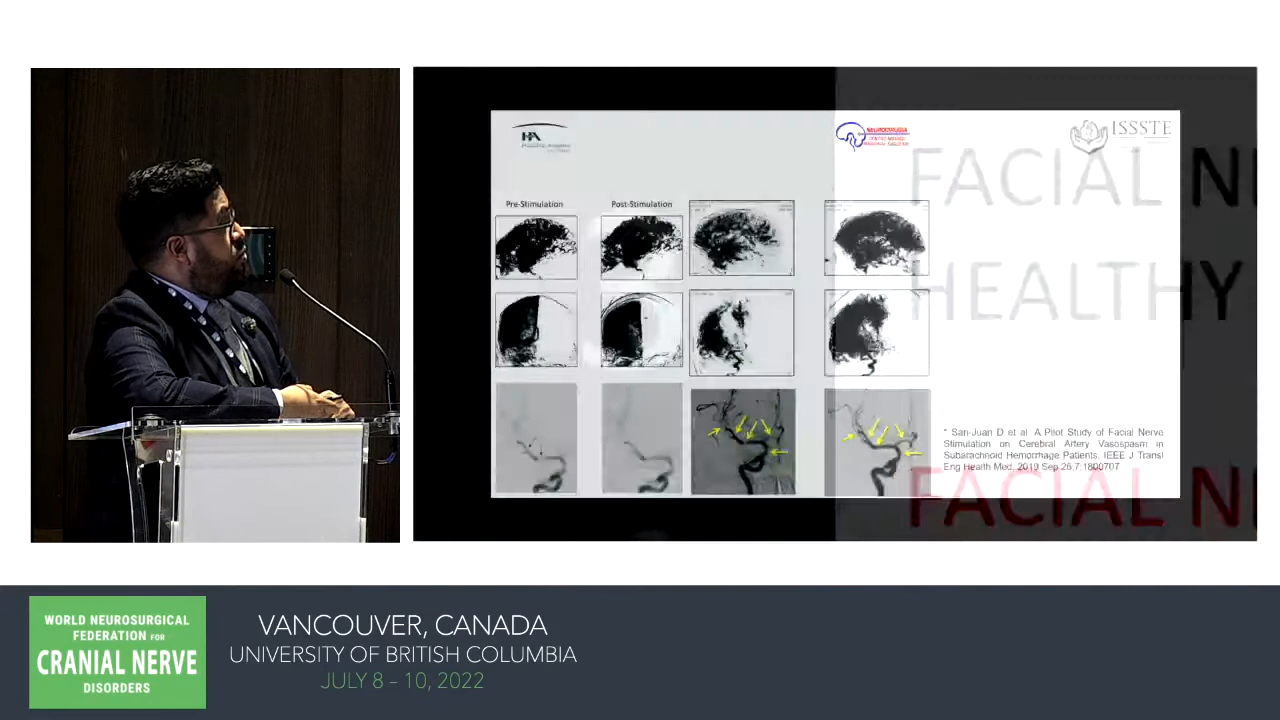 HA
NEUROCIRUGIA
ISSSTE
FACIAL
HEALTHY
Pre-Stimulation
Post-Stimulation
* San-Juan D et al. A Pilot Study of Facial Nerve
Stimulation on Cerebral Artery Vasospasm in
Subarachnoid Hemorrhage Patients. IEEE J Transl
Eng Health Med. 2019 Sep 26;7:1800707
FACIAL
WORLD NEUROSURGICAL
FEDERATION FOR
CRANIAL NERVE
DISORDERS
VANCOUVER, CANADA
UNIVERSITY OF BRITISH COLUMBIA
JULY 8 – 10, 2022